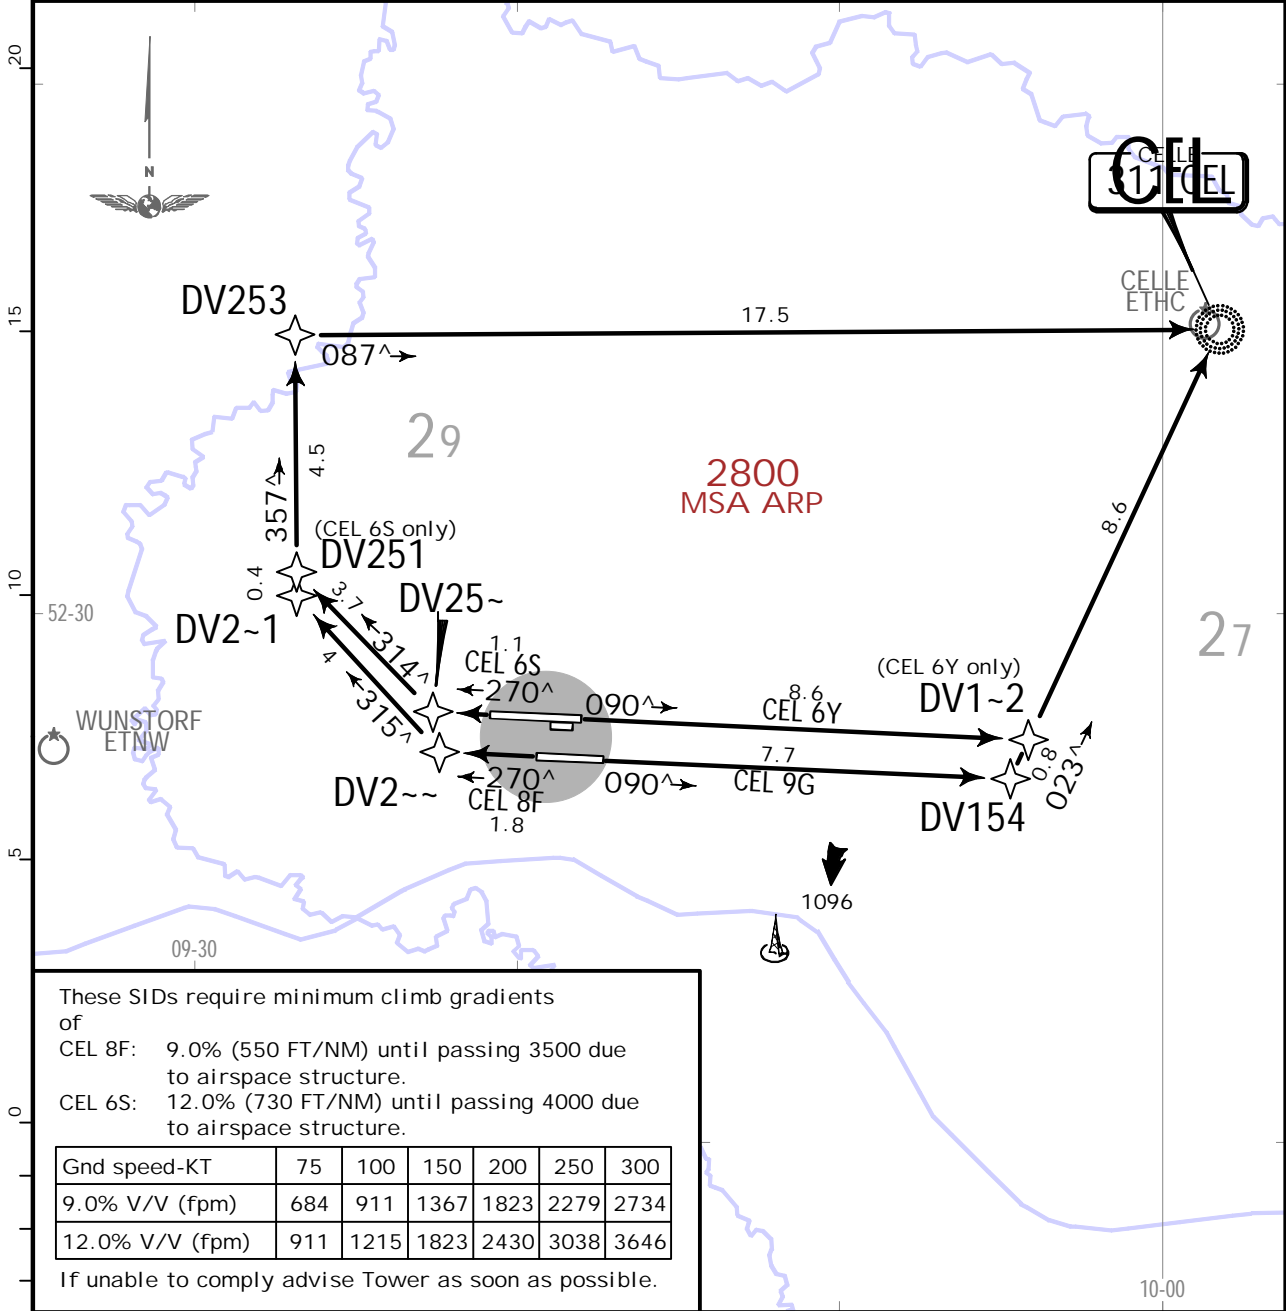 20
N
CELLE
311 CEL
CEL
CELLE
ETHC
DV253
17.5
15
087^
29
4.5
2800
MSA ARP
357^
(CEL 6S only)
DV251
8.6
0.4
10
3.7
DV25~
52-30
DV2~1
314^
1.1
CEL 6S
27
4
(CEL 6Y only)
270^
090^
8.6
CEL 6Y
DV1~2
WUNSTORF
ETNW
315^
7.7
0.8
023^
DV2~~
270^
CEL 8F
1.8
090^
CEL 9G
DV154
5
1096
09-30
These SIDs require minimum climb gradients
of
CEL 8F: 9.0% (550 FT/NM) until passing 3500 due
to airspace structure.
CEL 6S: 12.0% (730 FT/NM) until passing 4000 due
to airspace structure.
0
Gnd speed-KT 75 100 150 200 250 300
9.0% V/V (fpm) 684 911 1367 1823 2279 2734
12.0% V/V (fpm) 911 1215 1823 2430 3038 3646
If unable to comply advise Tower as soon as possible.
10-00